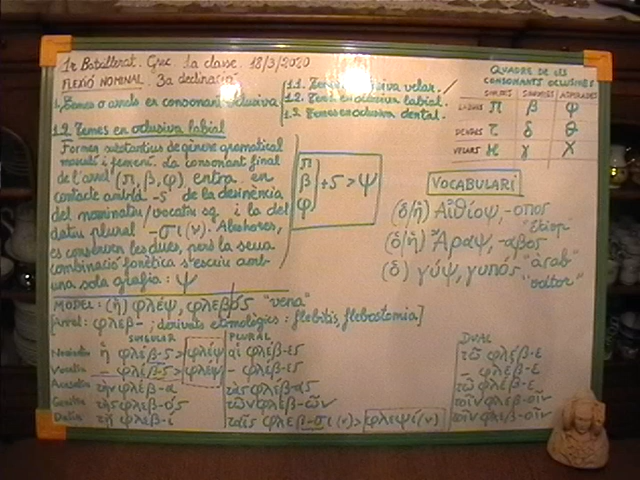 1r Batxillerat. Grec. 1a classe. 18/3/2020
FLEXIÓ NOMINAL. 3a declinació
1. Temes o arrels en consonant oclusiva
1.1. Temes en oclusiva velar.
1.2. Temes en oclusiva labial.
1.3. Temes en oclusiva dental.
QUADRE DE LES
CONSONANTS OCLUSIVES
SORDES SONORES ASPIRADES
LABIALS π β φ
DENTALS τ δ θ
VELARS κ γ χ
1.2. Temes en oclusiva labial
Formes substantius de gènere gramatical
masculí i femení. La consonant final
de l'arrel (π, β, φ), entra en
contacte amb la -ς de la desinència
del nominatiu/vocatiu sg. i la del
datiu plural -σι (ν). Aleshores,
es conserven les dues, però la seua
combinació fonètica s'escriu amb
una sola grafia: ψ
π
β + ς > ψ
φ
VOCABULARI
(ὁ/ἡ) Αἰθίοψ, -οπος
"Etíop"
(ὁ/ἡ) Ἄραψ, -αβος
"àrab"
(ὁ) γύψ, γυπός "voltor"
MODEL: (ἡ) φλέψ, φλεβός "vena"
[Arrel: φλεβ- ; derivats etimològics: flebitis, flebotomia]
SINGULAR PLURAL DUAL
Nominatiu ἡ φλέβ-ς > φλέψ αἱ φλέβ-ες τὼ φλέβ-ε
Vocatiu - φλέβ-ς > φλέψ - φλέβ-ες - φλέβ-ε
Acusatiu τὴν φλέβ-α τὰς φλέβ-ας τὼ φλέβ-ε
Genitiu τῆς φλεβ-ός τῶν φλεβ-ῶν τοῖν φλεβ-οῖν
Datiu τῇ φλεβ-ί ταῖς φλεβ-σι (ν) > φλεψί(ν) τοῖν φλεβ-οῖν